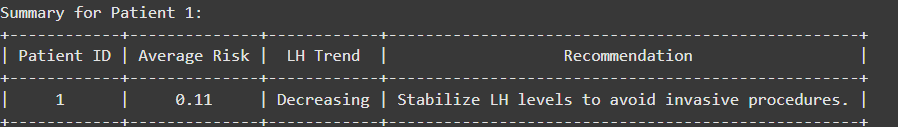 Summary for Patient 1:
+------------+--------------+------------+--------------------------------------------------+
| Patient ID | Average Risk |  LH Trend  |                  Recommendation                  |
+------------+--------------+------------+--------------------------------------------------+
|     1      |     0.11     | Decreasing | Stabilize LH levels to avoid invasive procedures. |
+------------+--------------+------------+--------------------------------------------------+